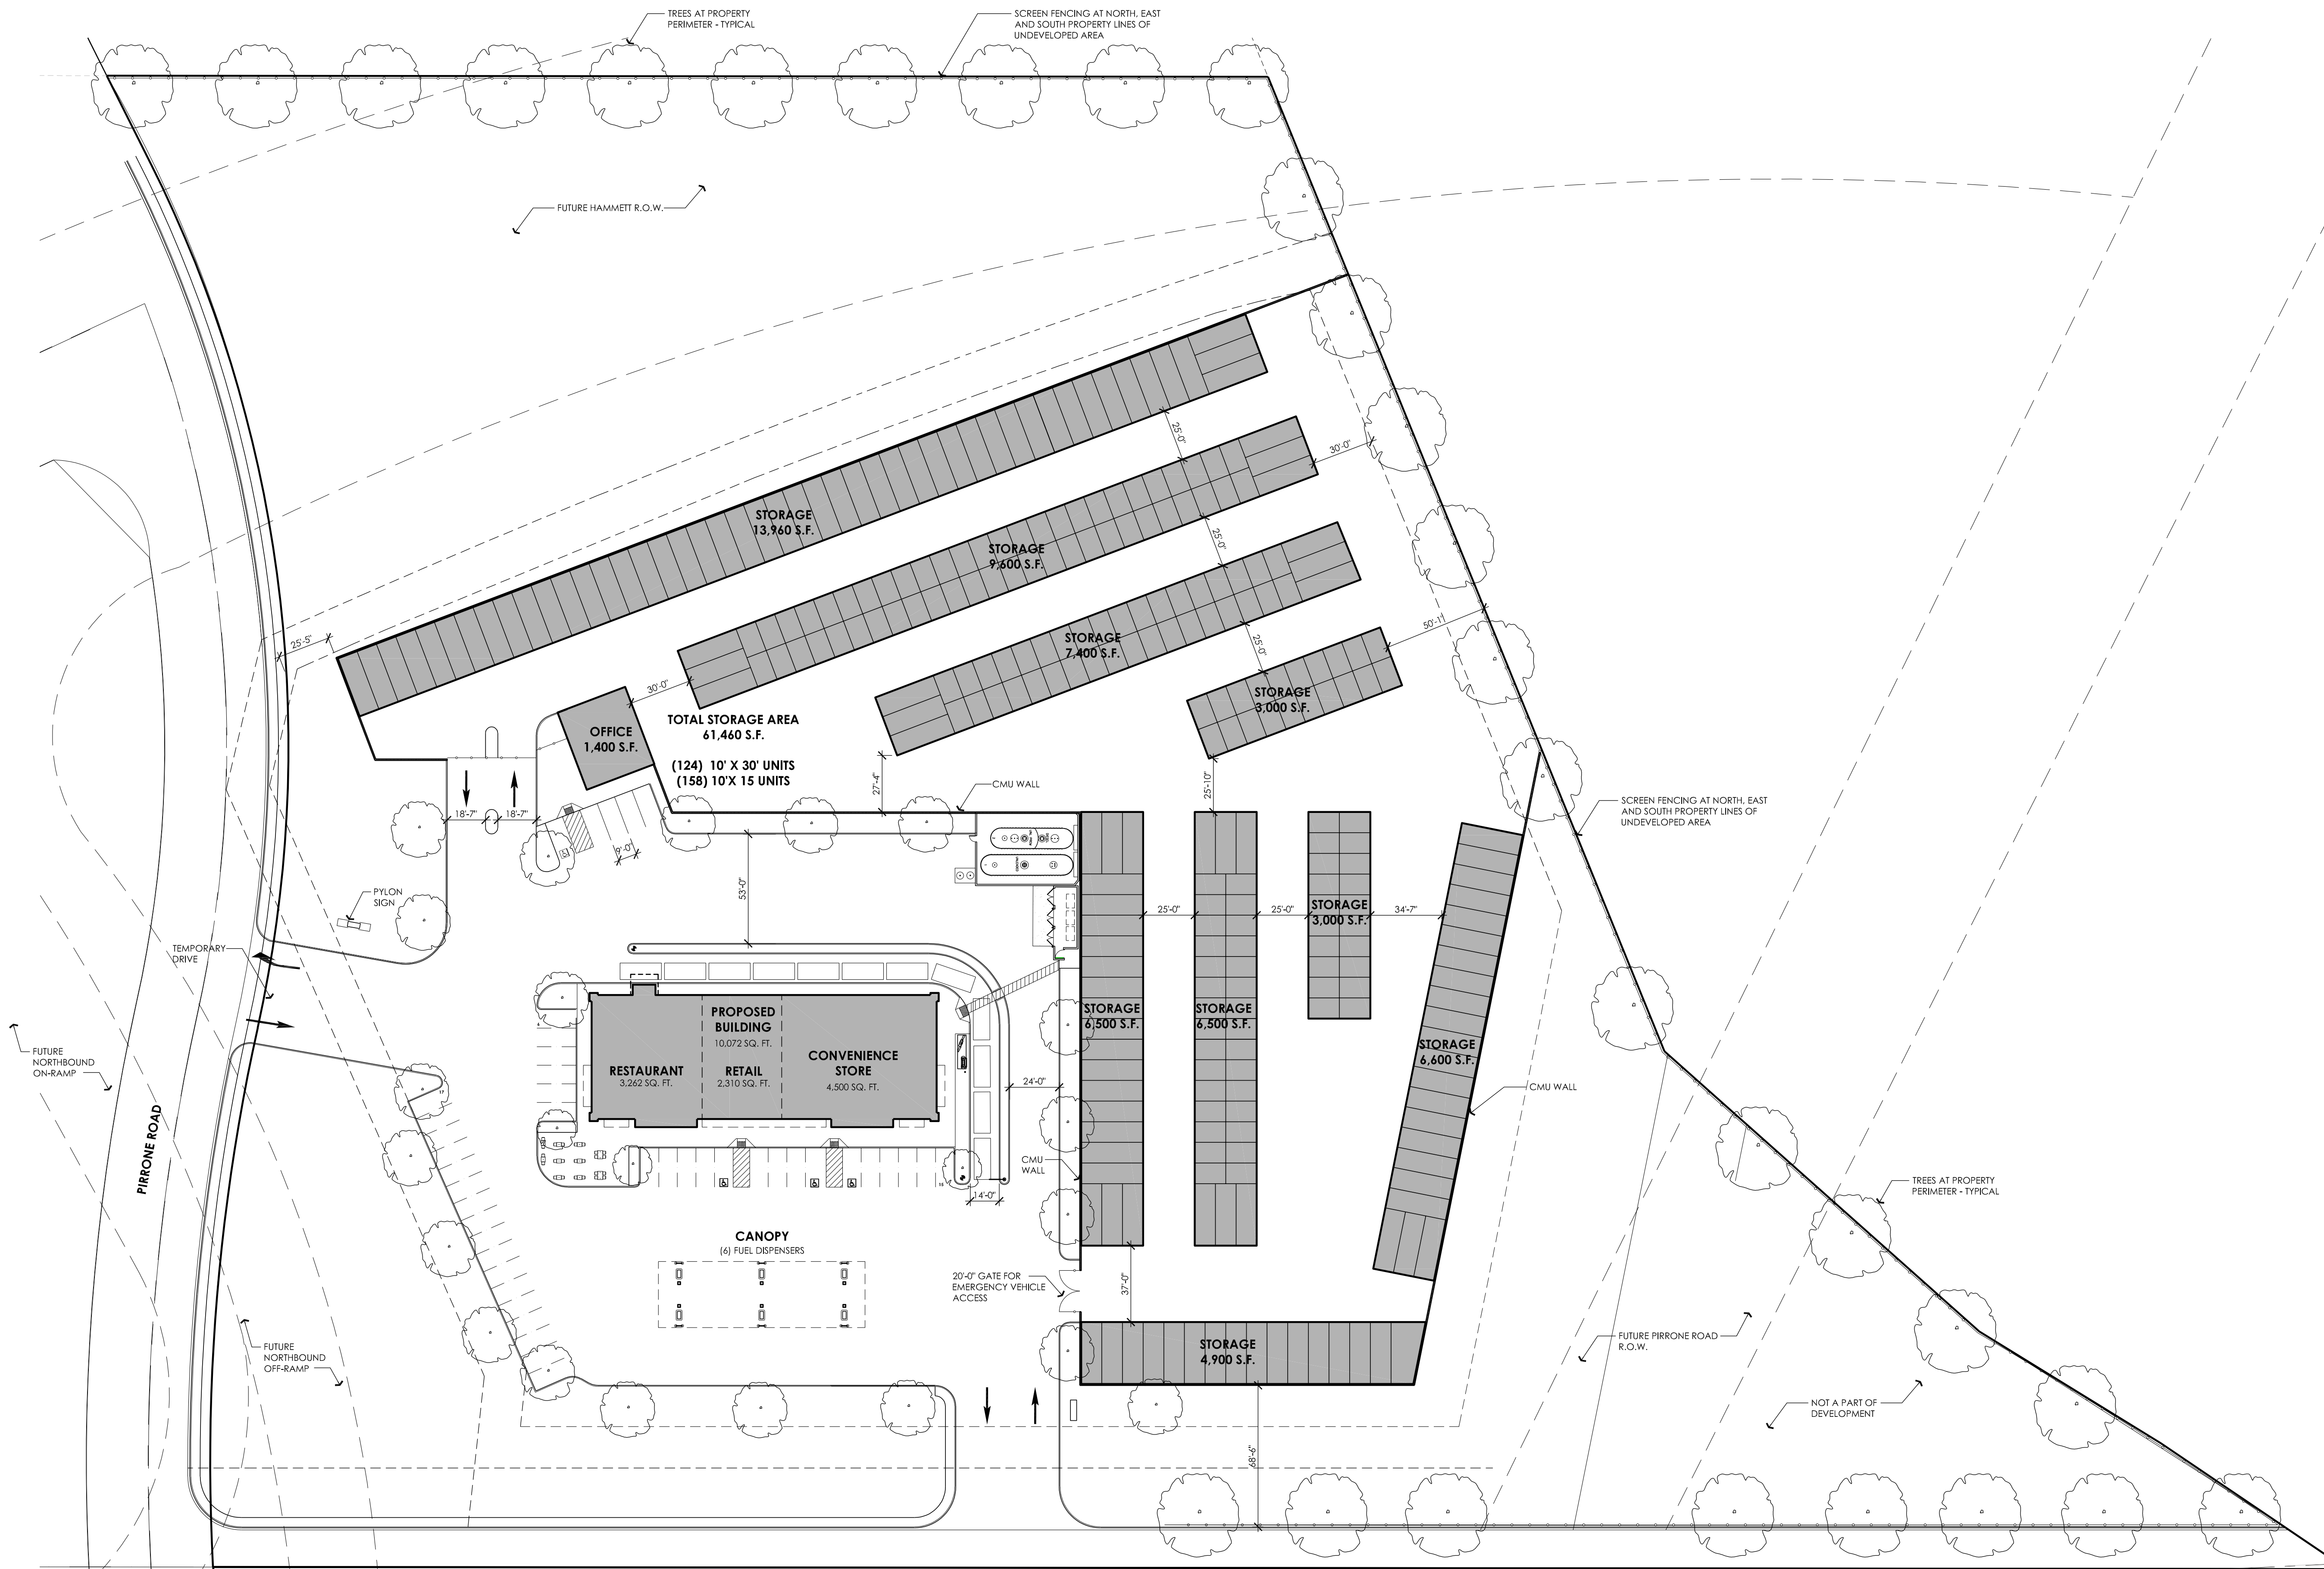 TREES AT PROPERTY
PERIMETER - TYPICAL
SCREEN FENCING AT NORTH, EAST
AND SOUTH PROPERTY LINES OF
UNDEVELOPED AREA
FUTURE HAMMETT R.O.W.
STORAGE
13,960 S.F.
25'-0"
30'-0"
STORAGE
9,600 S.F.
25'-0"
STORAGE
7,400 S.F.
25'-0"
50'-1"
25'-5"
30'-0"
STORAGE
3,000 S.F.
OFFICE
1,400 S.F.
TOTAL STORAGE AREA
61,460 S.F.
(124) 10' X 30' UNITS
(158) 10'X 15 UNITS
27'-4"
25'-10"
CMU WALL
18'-7"
18'-7"
9'-0"
SCREEN FENCING AT NORTH, EAST
AND SOUTH PROPERTY LINES OF
UNDEVELOPED AREA
PYLON
SIGN
53'-0"
25'-0"
25'-0"
STORAGE
3,000 S.F.
34'-7"
TEMPORARY
DRIVE
STORAGE
6,500 S.F.
STORAGE
6,500 S.F.
STORAGE
6,600 S.F.
PROPOSED
BUILDING
10,072 SQ. FT.
RESTAURANT
3,262 SQ. FT.
RETAIL
2,310 SQ. FT.
CONVENIENCE
STORE
4,500 SQ. FT.
24'-0"
CMU WALL
FUTURE
NORTHBOUND
ON-RAMP
17
PIRRONE ROAD
CMU
WALL
14'-0"
TREES AT PROPERTY
PERIMETER - TYPICAL
CANOPY
(6) FUEL DISPENSERS
20'-0" GATE FOR
EMERGENCY VEHICLE
ACCESS
37'-0"
FUTURE
NORTHBOUND
OFF-RAMP
STORAGE
4,900 S.F.
FUTURE PIRRONE ROAD
R.O.W.
NOT A PART OF
DEVELOPMENT
68'-6"